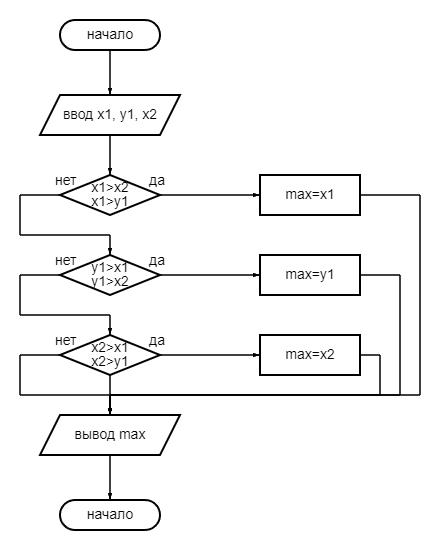 начало
ввод x1, y1, x2
нет
да
x1>x2
x1>y1
max=x1
нет
да
y1>x1
y1>x2
max=y1
нет
да
x2>x1
x2>y1
max=x2
вывод max
начало